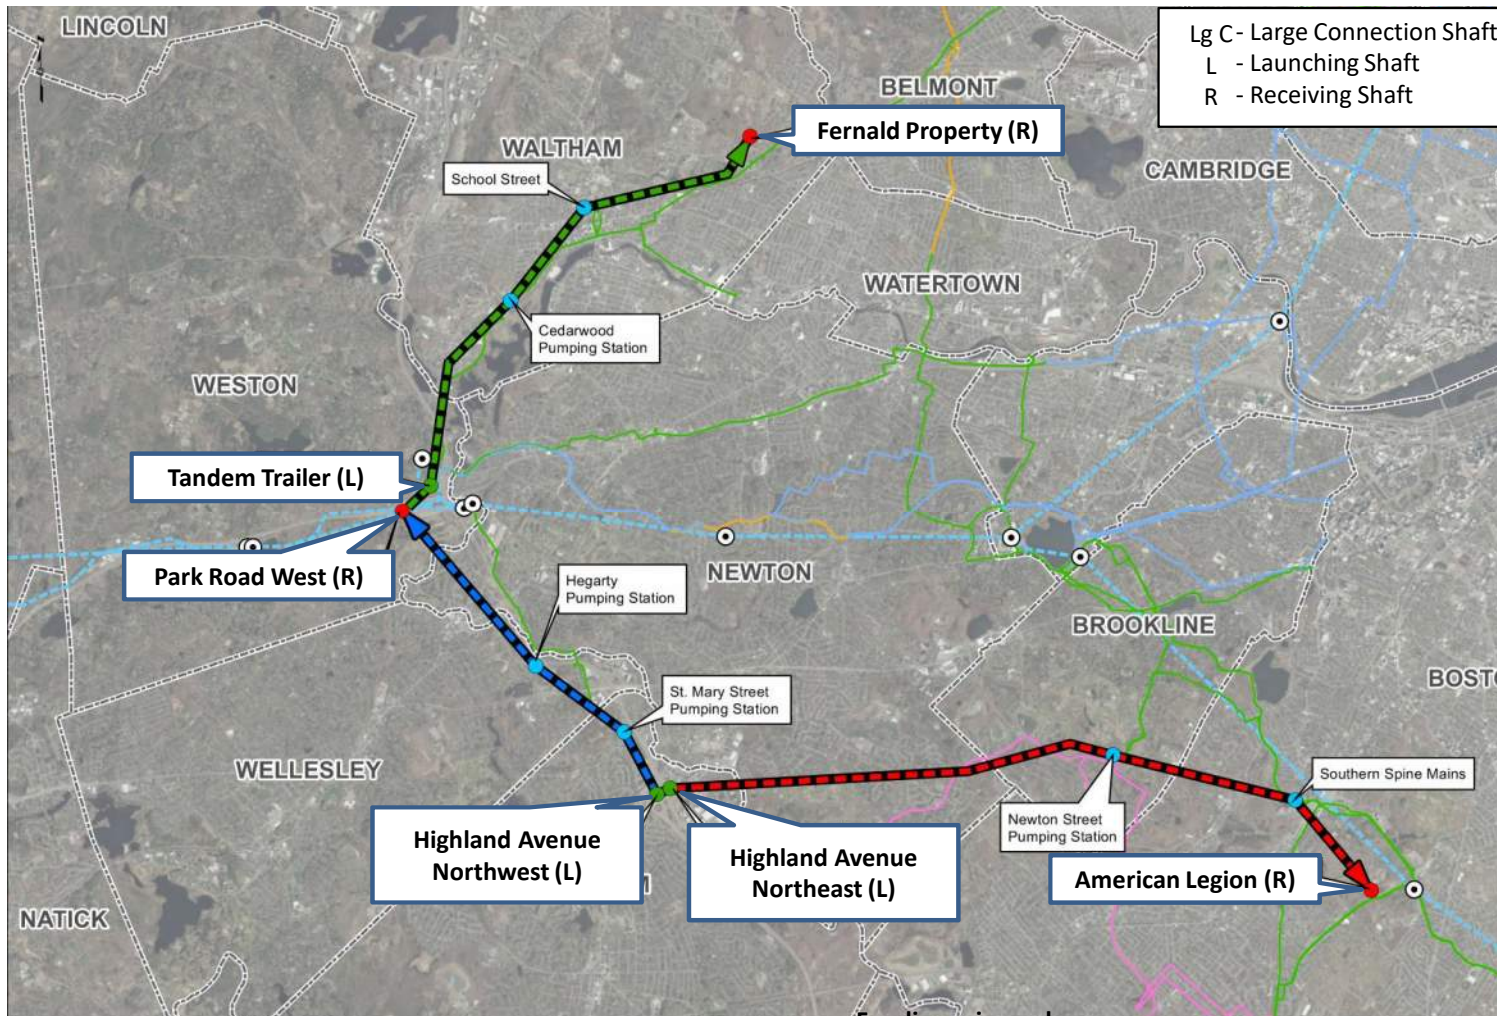 LINCOLN
Lg C - Large Connection Shaft
L - Launching Shaft
R - Receiving Shaft
BELMONT
Fernald Property (R)
WALTHAM
School Street
CAMBRIDGE
WATERTOWN
Cedarwood
Pumping Station
WESTON
Tandem Trailer (L)
Park Road West (R)
NEWTON
Hegarty
Pumping Station
BROOKLINE
St. Mary Street
Pumping Station
BOSTO
WELLESLEY
Southern Spine Mains
Newton Street
Pumping Station
Highland Avenue
Northwest (L)
Highland Avenue
Northeast (L)
American Legion (R)
M
NATICK